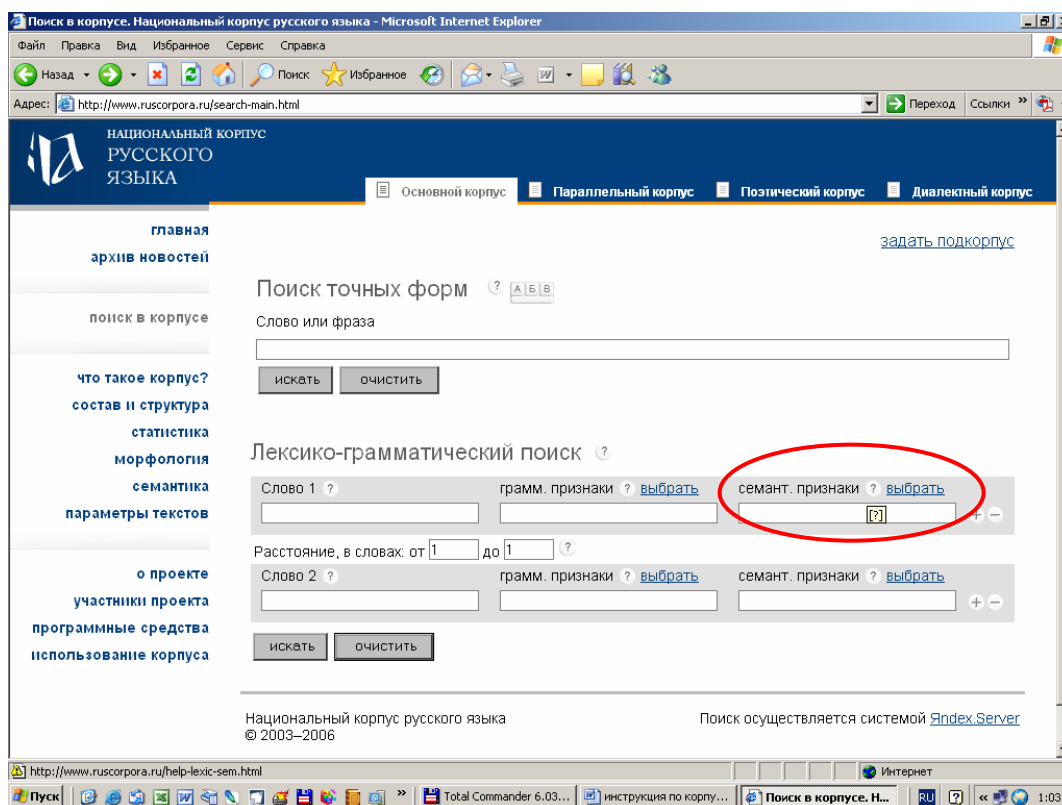 Поиск в корпусе. Национальный корпус русского языка - Microsoft Internet Explorer
Файл Правка Вид Избранное Сервис Справка
Назад Поиск Избранное
Адрес: http://www.ruscorpora.ru/search-main.html Переход Ссылки »
НАЦИОНАЛЬНЫЙ КОРПУС
РУССКОГО
ЯЗЫКА
Основной корпус Параллельный корпус Поэтический корпус Диалектный корпус
главная
архив новостей
задать подкорпус
поиск в корпусе
Поиск точных форм ? А Б В
Слово или фраза
искать очистить
что такое корпус?
состав и структура
статистика
морфология
семантика
параметры текстов
Лексико-грамматический поиск ?
Слово 1 ? грамм. признаки ? выбрать семант. признаки ? выбрать
[?] + −
Расстояние, в словах: от 1 до 1 ?
Слово 2 ? грамм. признаки ? выбрать семант. признаки ? выбрать
+ −
искать очистить
о проекте
участники проекта
программные средства
использование корпуса
Национальный корпус русского языка
© 2003–2006
Поиск осуществляется системой Яndex.Server
http://www.ruscorpora.ru/help-lexic-sem.html Интернет
Пуск » Total Commander 6.03... инструкция по корпу... Поиск в корпусе. Н... RU ? «